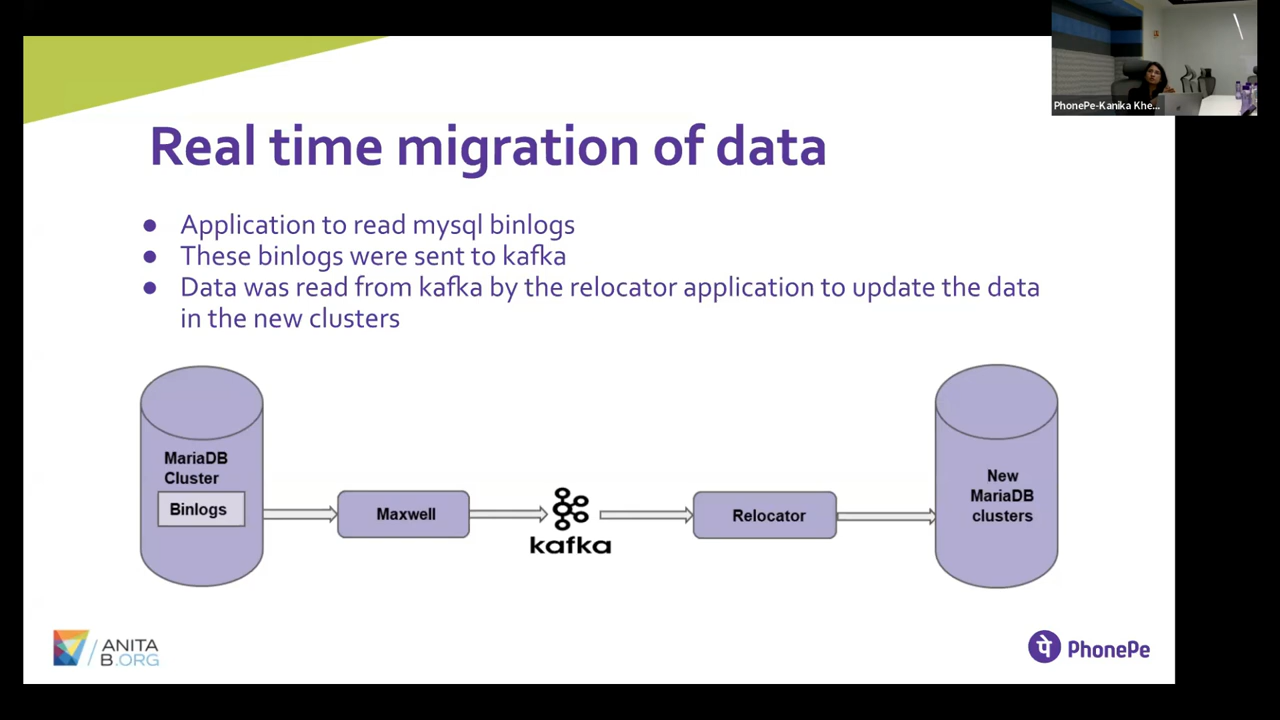 PhonePe-Kanika Khe...
Real time migration of data
● Application to read mysql binlogs
● These binlogs were sent to kafka
● Data was read from kafka by the relocator application to update the data
in the new clusters
MariaDB
Cluster
Binlogs
Maxwell
kafka
Relocator
New
MariaDB
clusters
ANITA
B.ORG
पे PhonePe